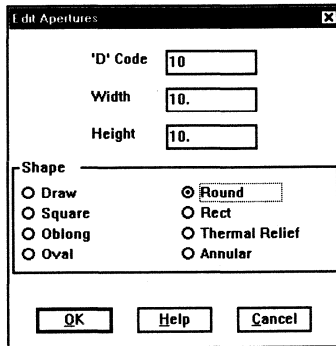 Edit Apertures
'D' Code 10
Width 10.
Height 10.
Shape
Draw Round
Square Rect
Oblong Thermal Relief
Oval Annular
OK Help Cancel